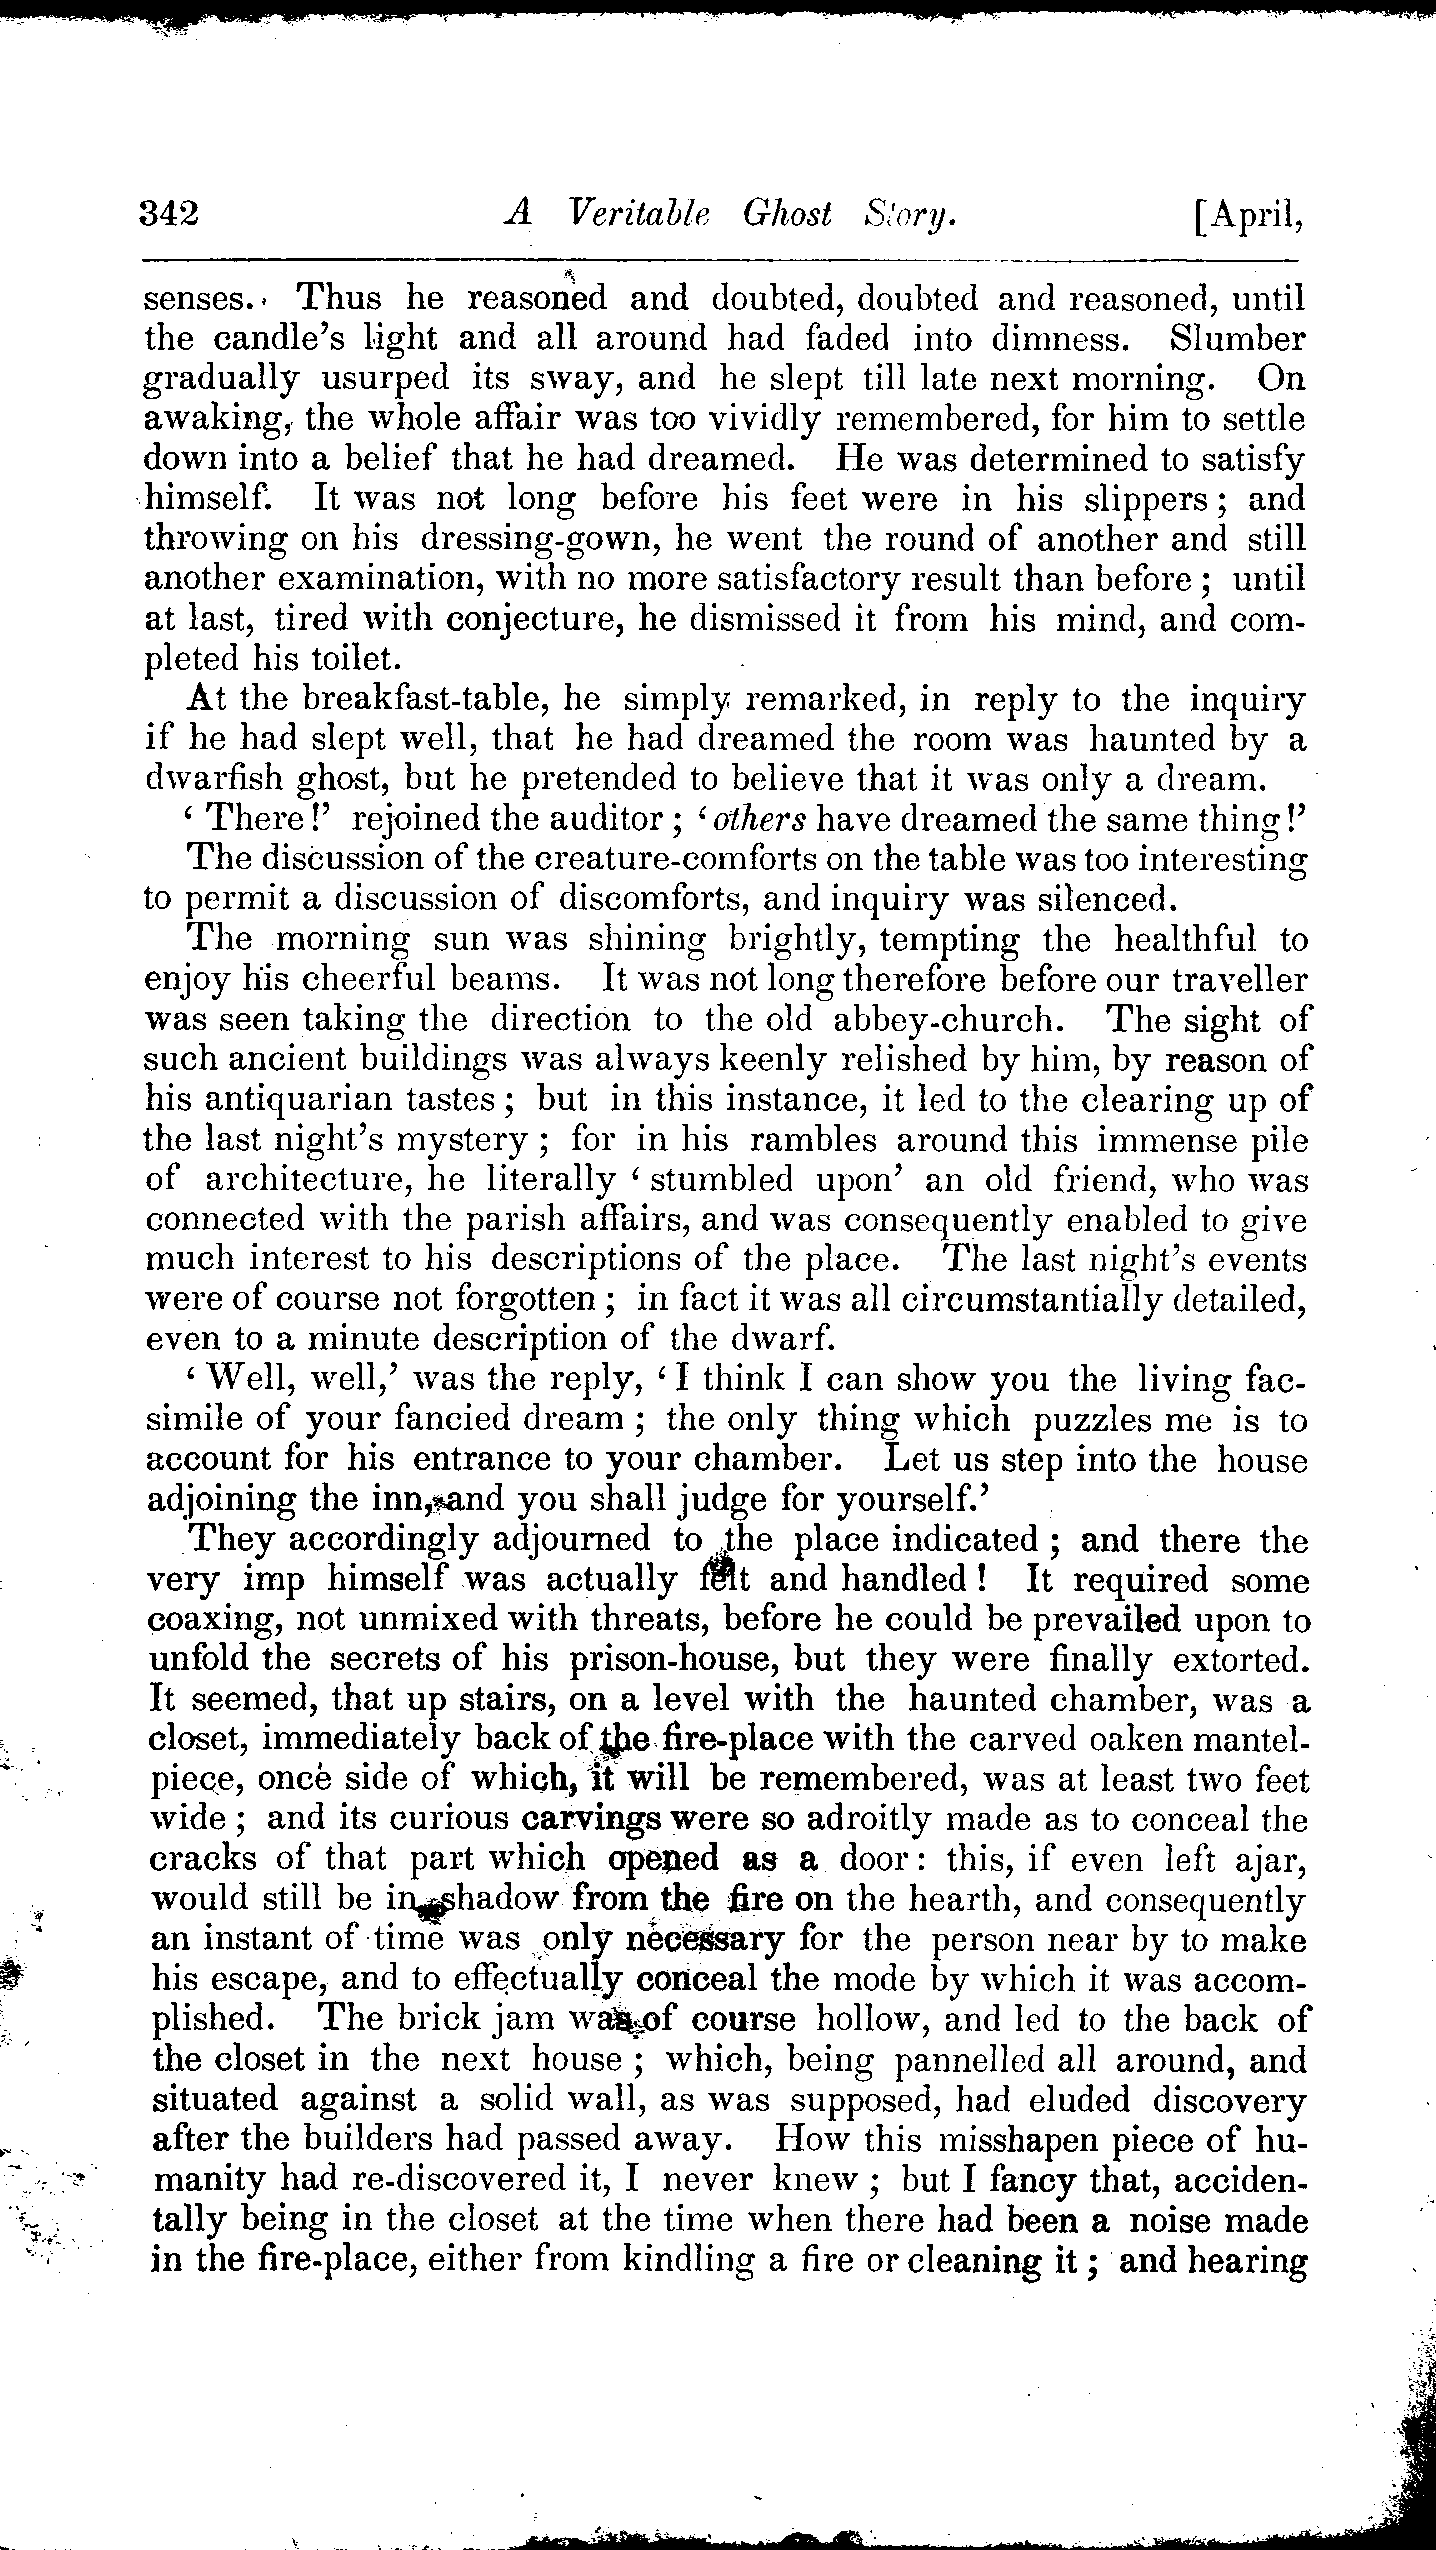 342 A Veritable Ghost Story. [April,
senses. Thus he reasoned and doubted, doubted and reasoned, until
the candle's light and all around had faded into dimness. Slumber
gradually usurped its sway, and he slept till late next morning. On
awaking, the whole affair was too vividly remembered, for him to settle
down into a belief that he had dreamed. He was determined to satisfy
himself. It was not long before his feet were in his slippers; and
throwing on his dressing-gown, he went the round of another and still
another examination, with no more satisfactory result than before; until
at last, tired with conjecture, he dismissed it from his mind, and com-
pleted his toilet.
At the breakfast-table, he simply remarked, in reply to the inquiry
if he had slept well, that he had dreamed the room was haunted by a
dwarfish ghost, but he pretended to believe that it was only a dream.
'There!' rejoined the auditor; 'others have dreamed the same thing!'
The discussion of the creature-comforts on the table was too interesting
to permit a discussion of discomforts, and inquiry was silenced.
The morning sun was shining brightly, tempting the healthful to
enjoy his cheerful beams. It was not long therefore before our traveller
was seen taking the direction to the old abbey-church. The sight of
such ancient buildings was always keenly relished by him, by reason of
his antiquarian tastes; but in this instance, it led to the clearing up of
the last night's mystery; for in his rambles around this immense pile
of architecture, he literally 'stumbled upon' an old friend, who was
connected with the parish affairs, and was consequently enabled to give
much interest to his descriptions of the place. The last night's events
were of course not forgotten; in fact it was all circumstantially detailed,
even to a minute description of the dwarf.
'Well, well,' was the reply, 'I think I can show you the living fac-
simile of your fancied dream; the only thing which puzzles me is to
account for his entrance to your chamber. Let us step into the house
adjoining the inn, and you shall judge for yourself.'
They accordingly adjourned to the place indicated; and there the
very imp himself was actually felt and handled! It required some
coaxing, not unmixed with threats, before he could be prevailed upon to
unfold the secrets of his prison-house, but they were finally extorted.
It seemed, that up stairs, on a level with the haunted chamber, was a
closet, immediately back of the fire-place with the carved oaken mantel-
piece, once side of which, it will be remembered, was at least two feet
wide; and its curious carvings were so adroitly made as to conceal the
cracks of that part which opened as a door: this, if even left ajar,
would still be in shadow from the fire on the hearth, and consequently
an instant of time was only necessary for the person near by to make
his escape, and to effectually conceal the mode by which it was accom-
plished. The brick jam was of course hollow, and led to the back of
the closet in the next house; which, being pannelled all around, and
situated against a solid wall, as was supposed, had eluded discovery
after the builders had passed away. How this misshapen piece of hu-
manity had re-discovered it, I never knew; but I fancy that, acciden-
tally being in the closet at the time when there had been a noise made
in the fire-place, either from kindling a fire or cleaning it; and hearing